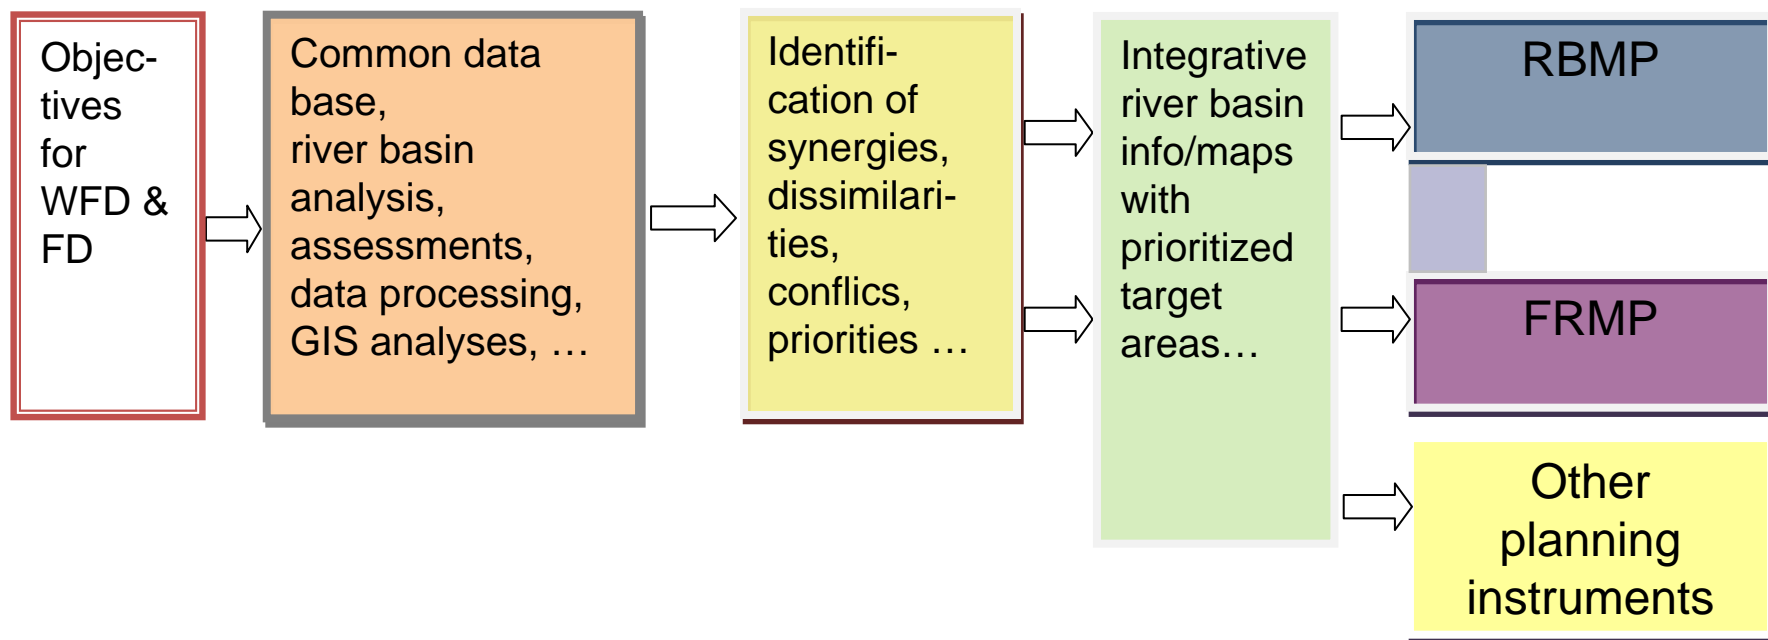 Objec-
tives
for
WFD &
FD
Common data
base,
river basin
analysis,
assessments,
data processing,
GIS analyses, …
Identifi-
cation of
synergies,
dissimilari-
ties,
conflics,
priorities …
Integrative
river basin
info/maps
with
prioritized
target
areas…
RBMP
FRMP
Other
planning
instruments